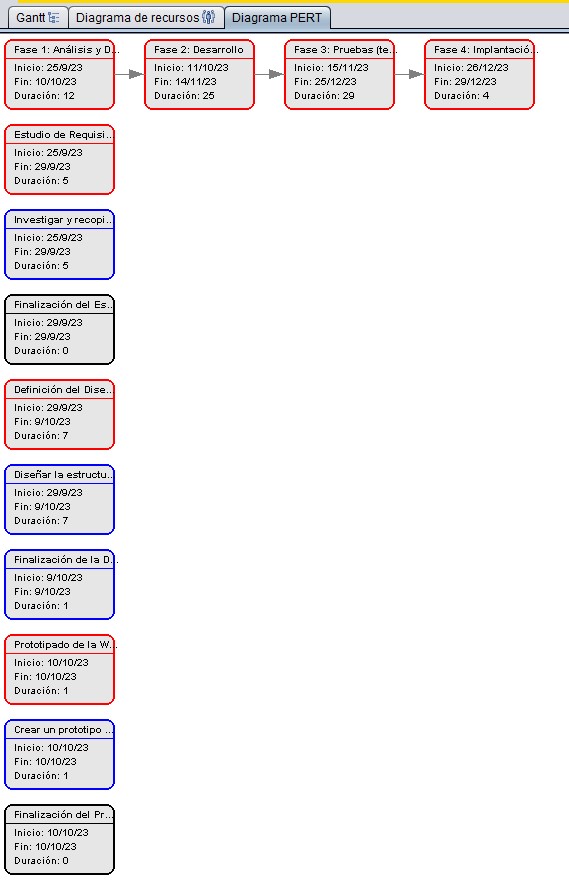 Gantt
Diagrama de recursos
Diagrama PERT
Fase 1: Análisis y D...
Inicio: 25/9/23
Fin: 10/10/23
Duración: 12
Fase 2: Desarrollo
Inicio: 11/10/23
Fin: 14/11/23
Duración: 25
Fase 3: Pruebas (te...
Inicio: 15/11/23
Fin: 25/12/23
Duración: 29
Fase 4: Implantació...
Inicio: 26/12/23
Fin: 29/12/23
Duración: 4
Estudio de Requisi...
Inicio: 25/9/23
Fin: 29/9/23
Duración: 5
Investigar y recopi...
Inicio: 25/9/23
Fin: 29/9/23
Duración: 5
Finalización del Es...
Inicio: 29/9/23
Fin: 29/9/23
Duración: 0
Definición del Dise...
Inicio: 29/9/23
Fin: 9/10/23
Duración: 7
Diseñar la estructu...
Inicio: 29/9/23
Fin: 9/10/23
Duración: 7
Finalización de la D...
Inicio: 9/10/23
Fin: 9/10/23
Duración: 1
Prototipado de la W...
Inicio: 10/10/23
Fin: 10/10/23
Duración: 1
Crear un prototipo ...
Inicio: 10/10/23
Fin: 10/10/23
Duración: 1
Finalización del Pr...
Inicio: 10/10/23
Fin: 10/10/23
Duración: 0